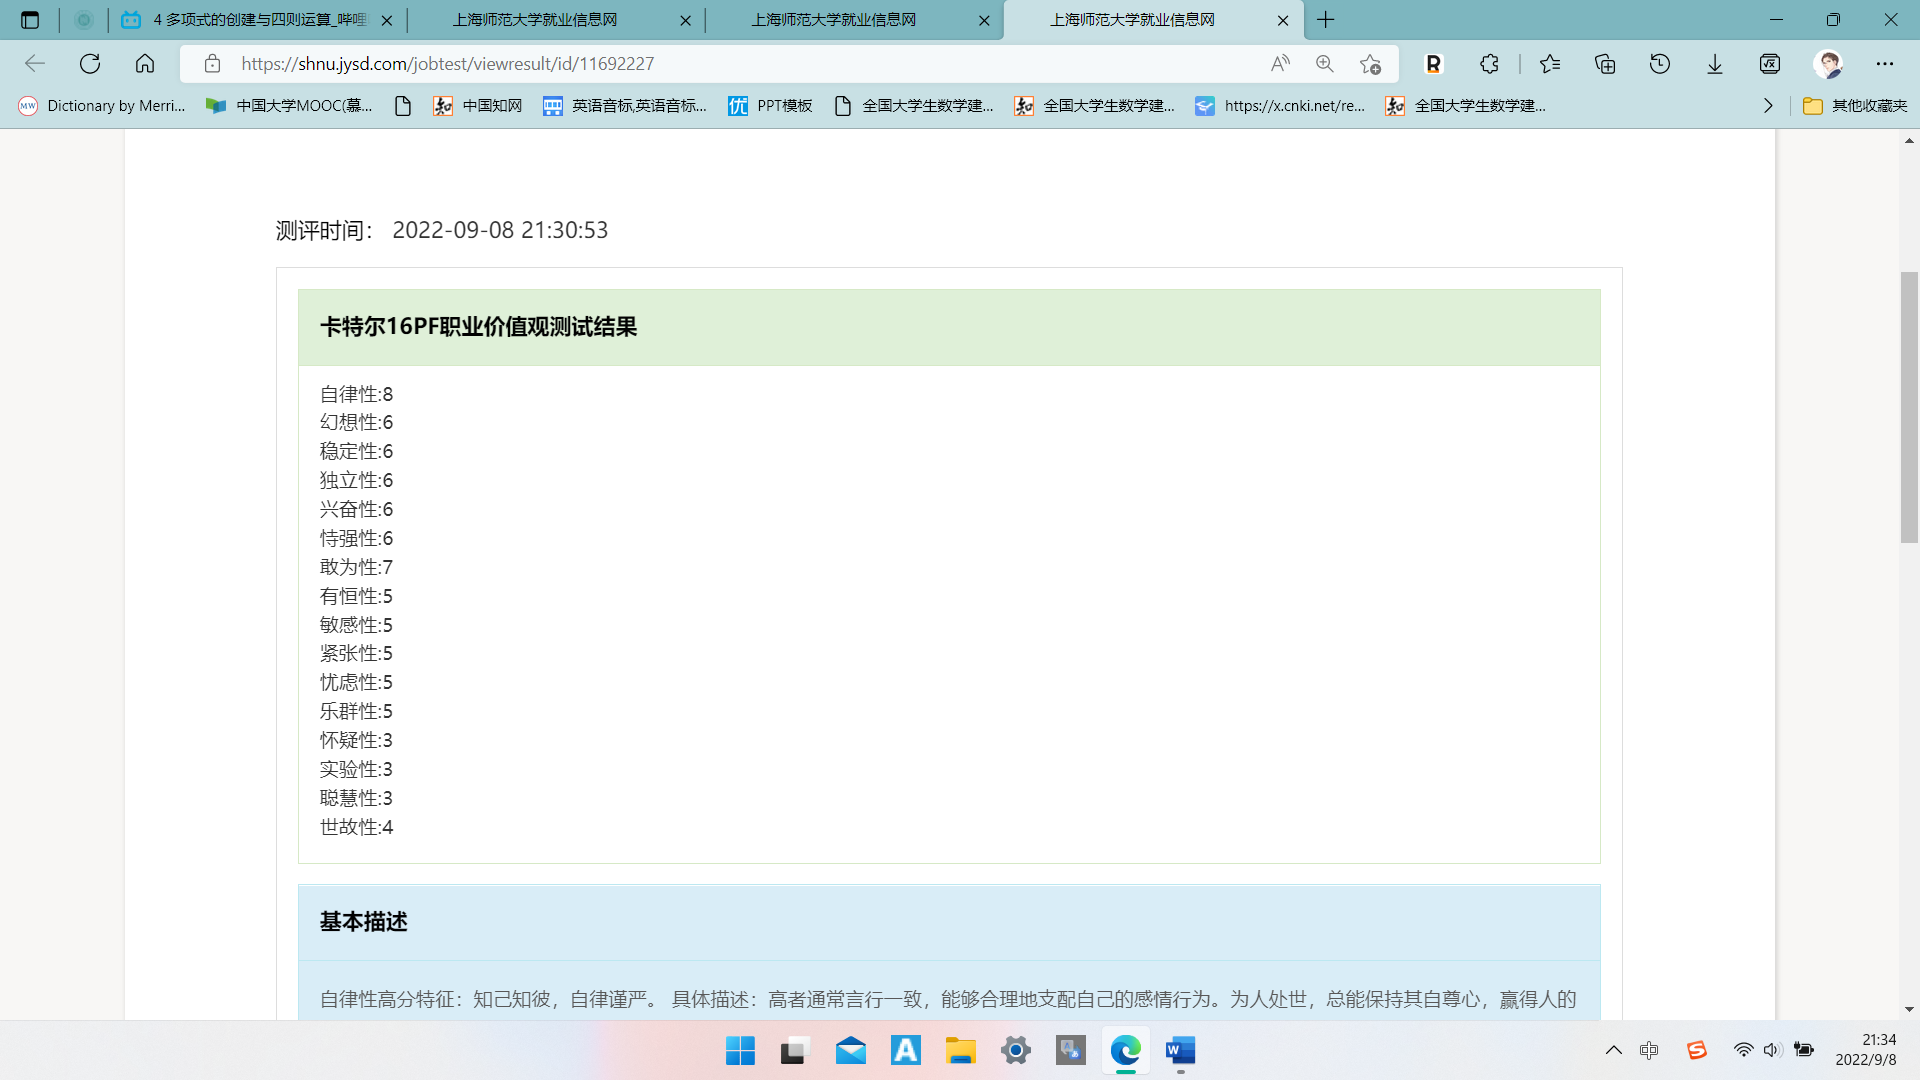 4 多项式的创建与四则运算_哔哩
上海师范大学就业信息网
上海师范大学就业信息网
上海师范大学就业信息网
https://shnu.jysd.com/jobtest/viewresult/id/11692227
Dictionary by Merri...
中国大学MOOC(慕...
中国知网
英语音标,英语音标...
PPT模板
全国大学生数学建...
全国大学生数学建...
https://x.cnki.net/re...
全国大学生数学建...
其他收藏夹
测评时间： 2022-09-08 21:30:53
卡特尔16PF职业价值观测试结果
自律性:8
幻想性:6
稳定性:6
独立性:6
兴奋性:6
恃强性:6
敢为性:7
有恒性:5
敏感性:5
紧张性:5
忧虑性:5
乐群性:5
怀疑性:3
实验性:3
聪慧性:3
世故性:4
基本描述
自律性高分特征：知己知彼，自律谨严。 具体描述：高者通常言行一致，能够合理地支配自己的感情行为。为人处世，总能保持其自尊心，赢得人的
中
21:34
2022/9/8